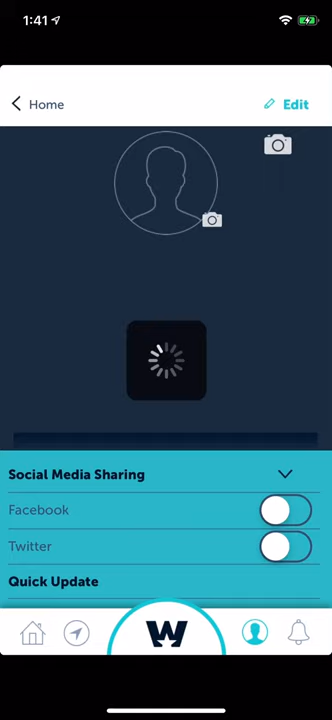 1:41
Home
Edit
Social Media Sharing
Facebook
Twitter
Quick Update
W